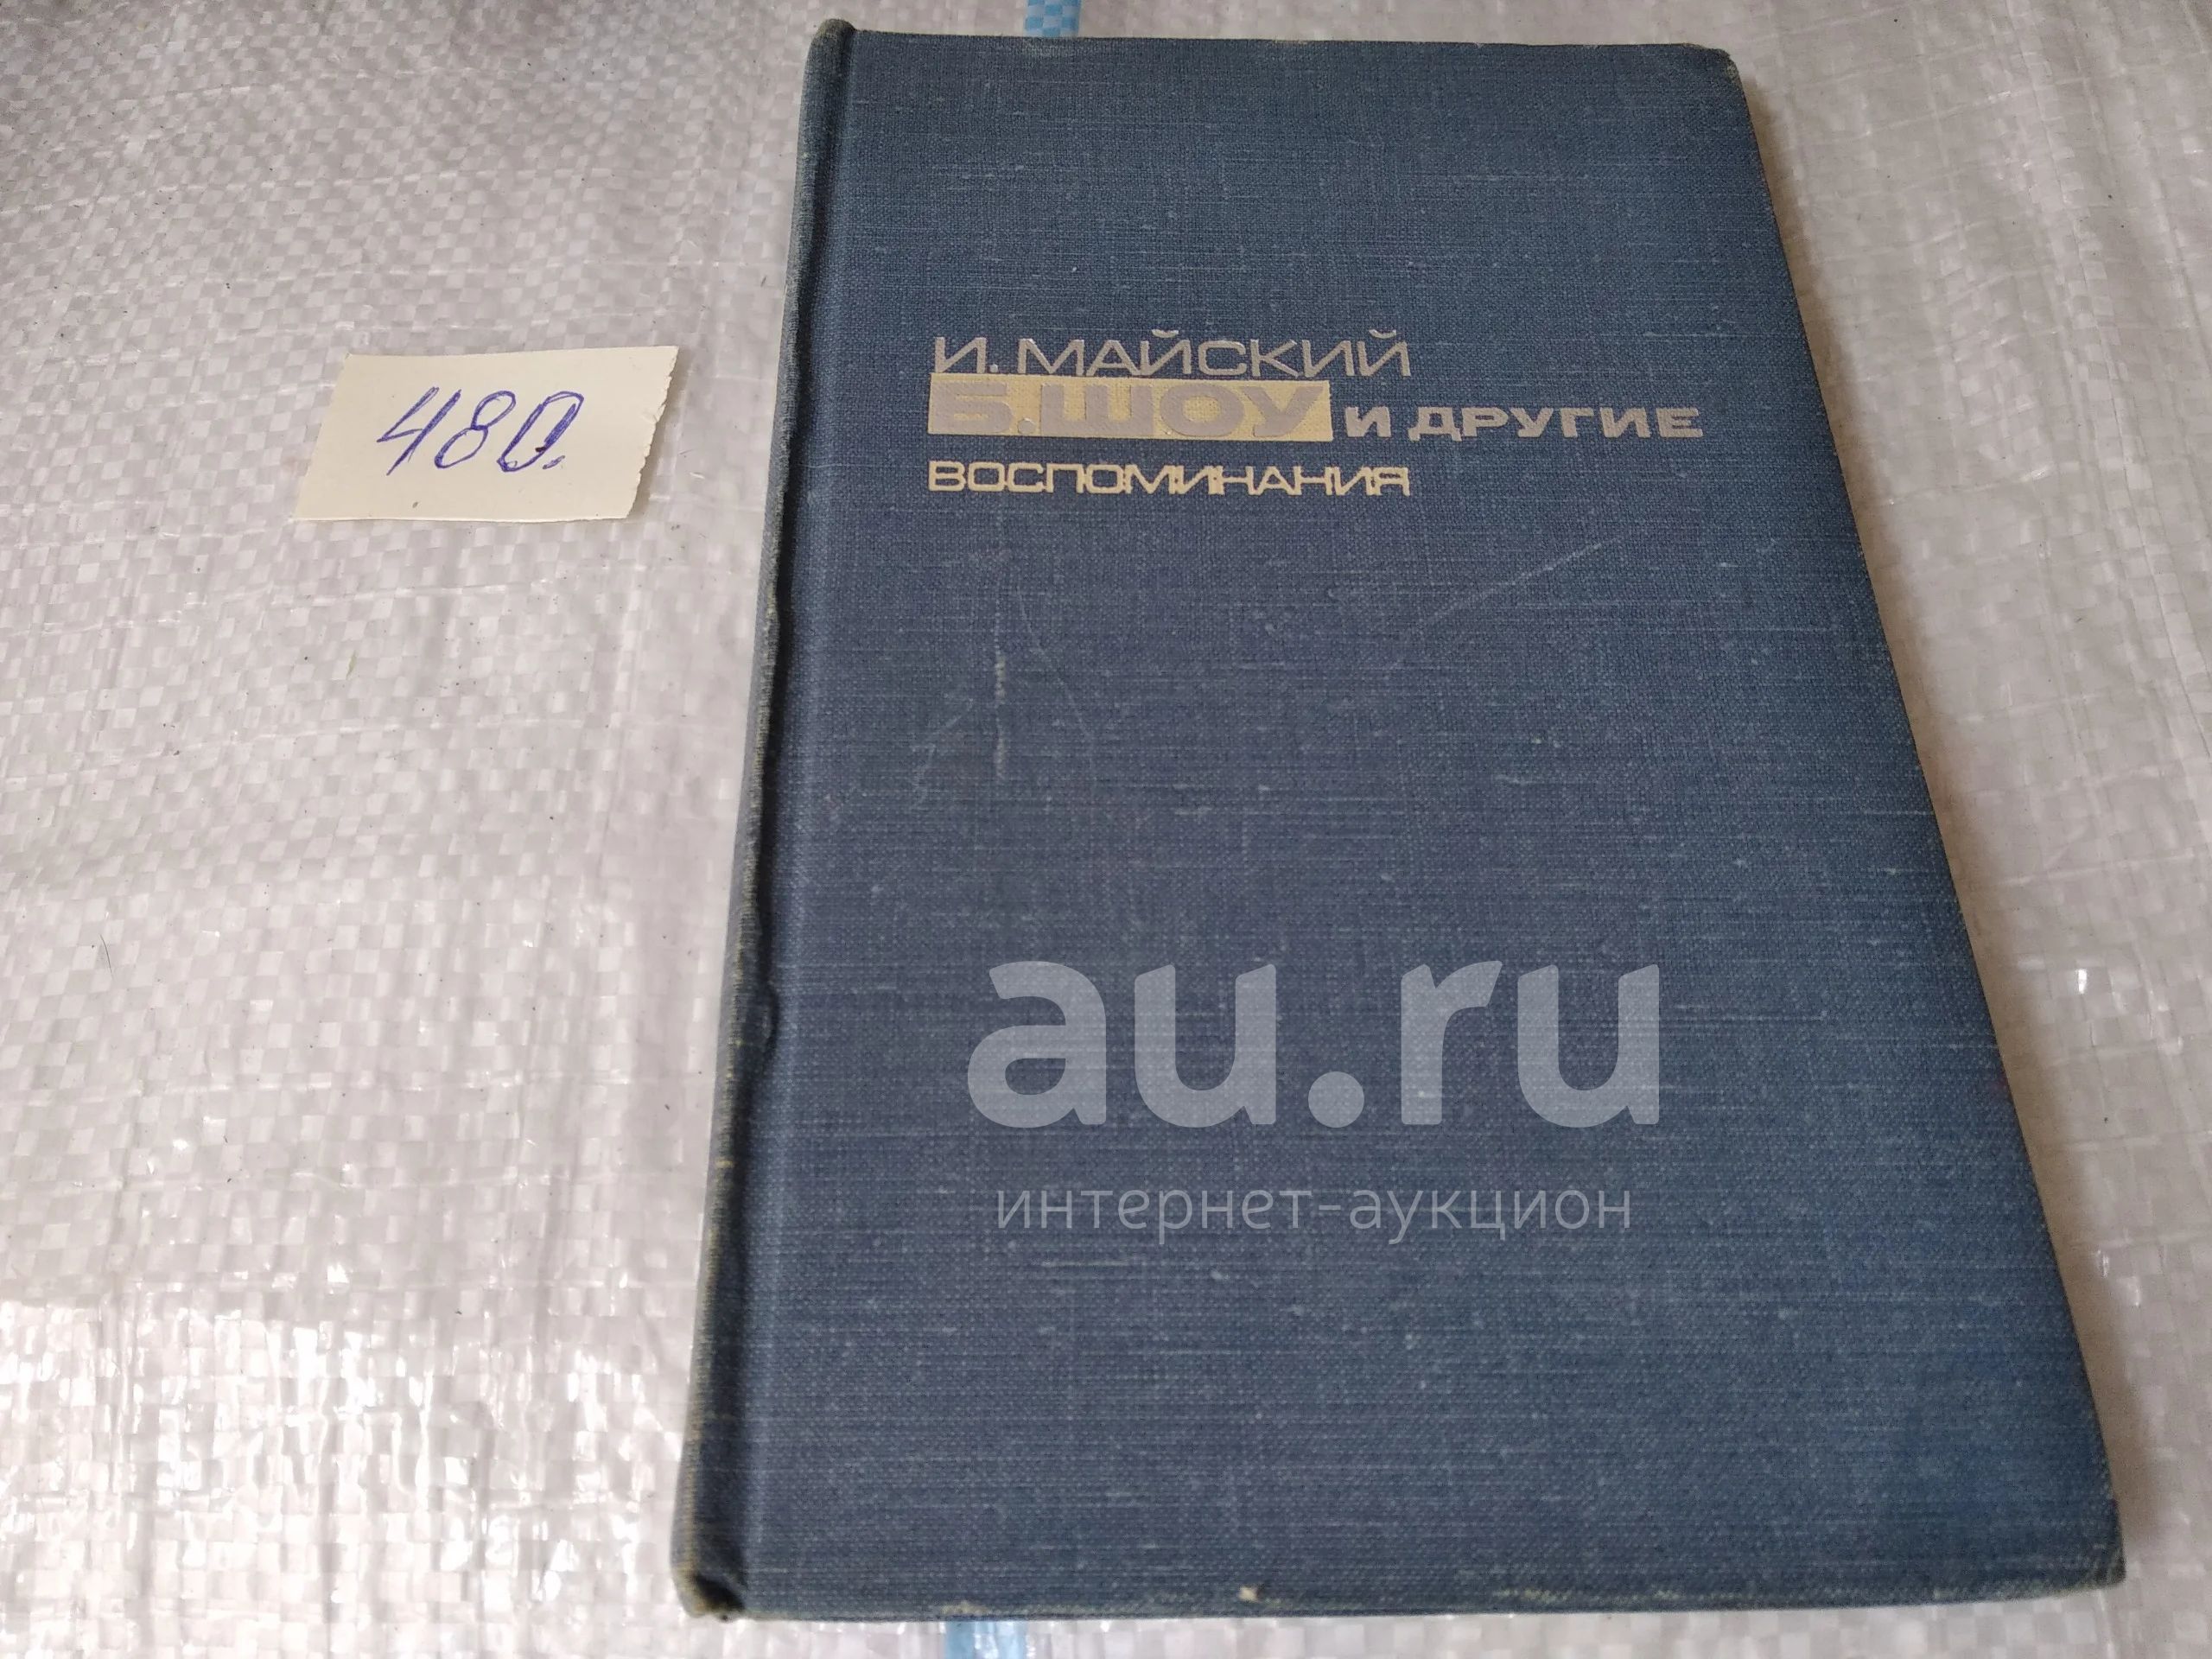 480.
И. МАЙСКИЙ
Б. ШОУ И ДРУГИЕ
ВОСПОМИНАНИЯ
au.ru
интернет-аукцион